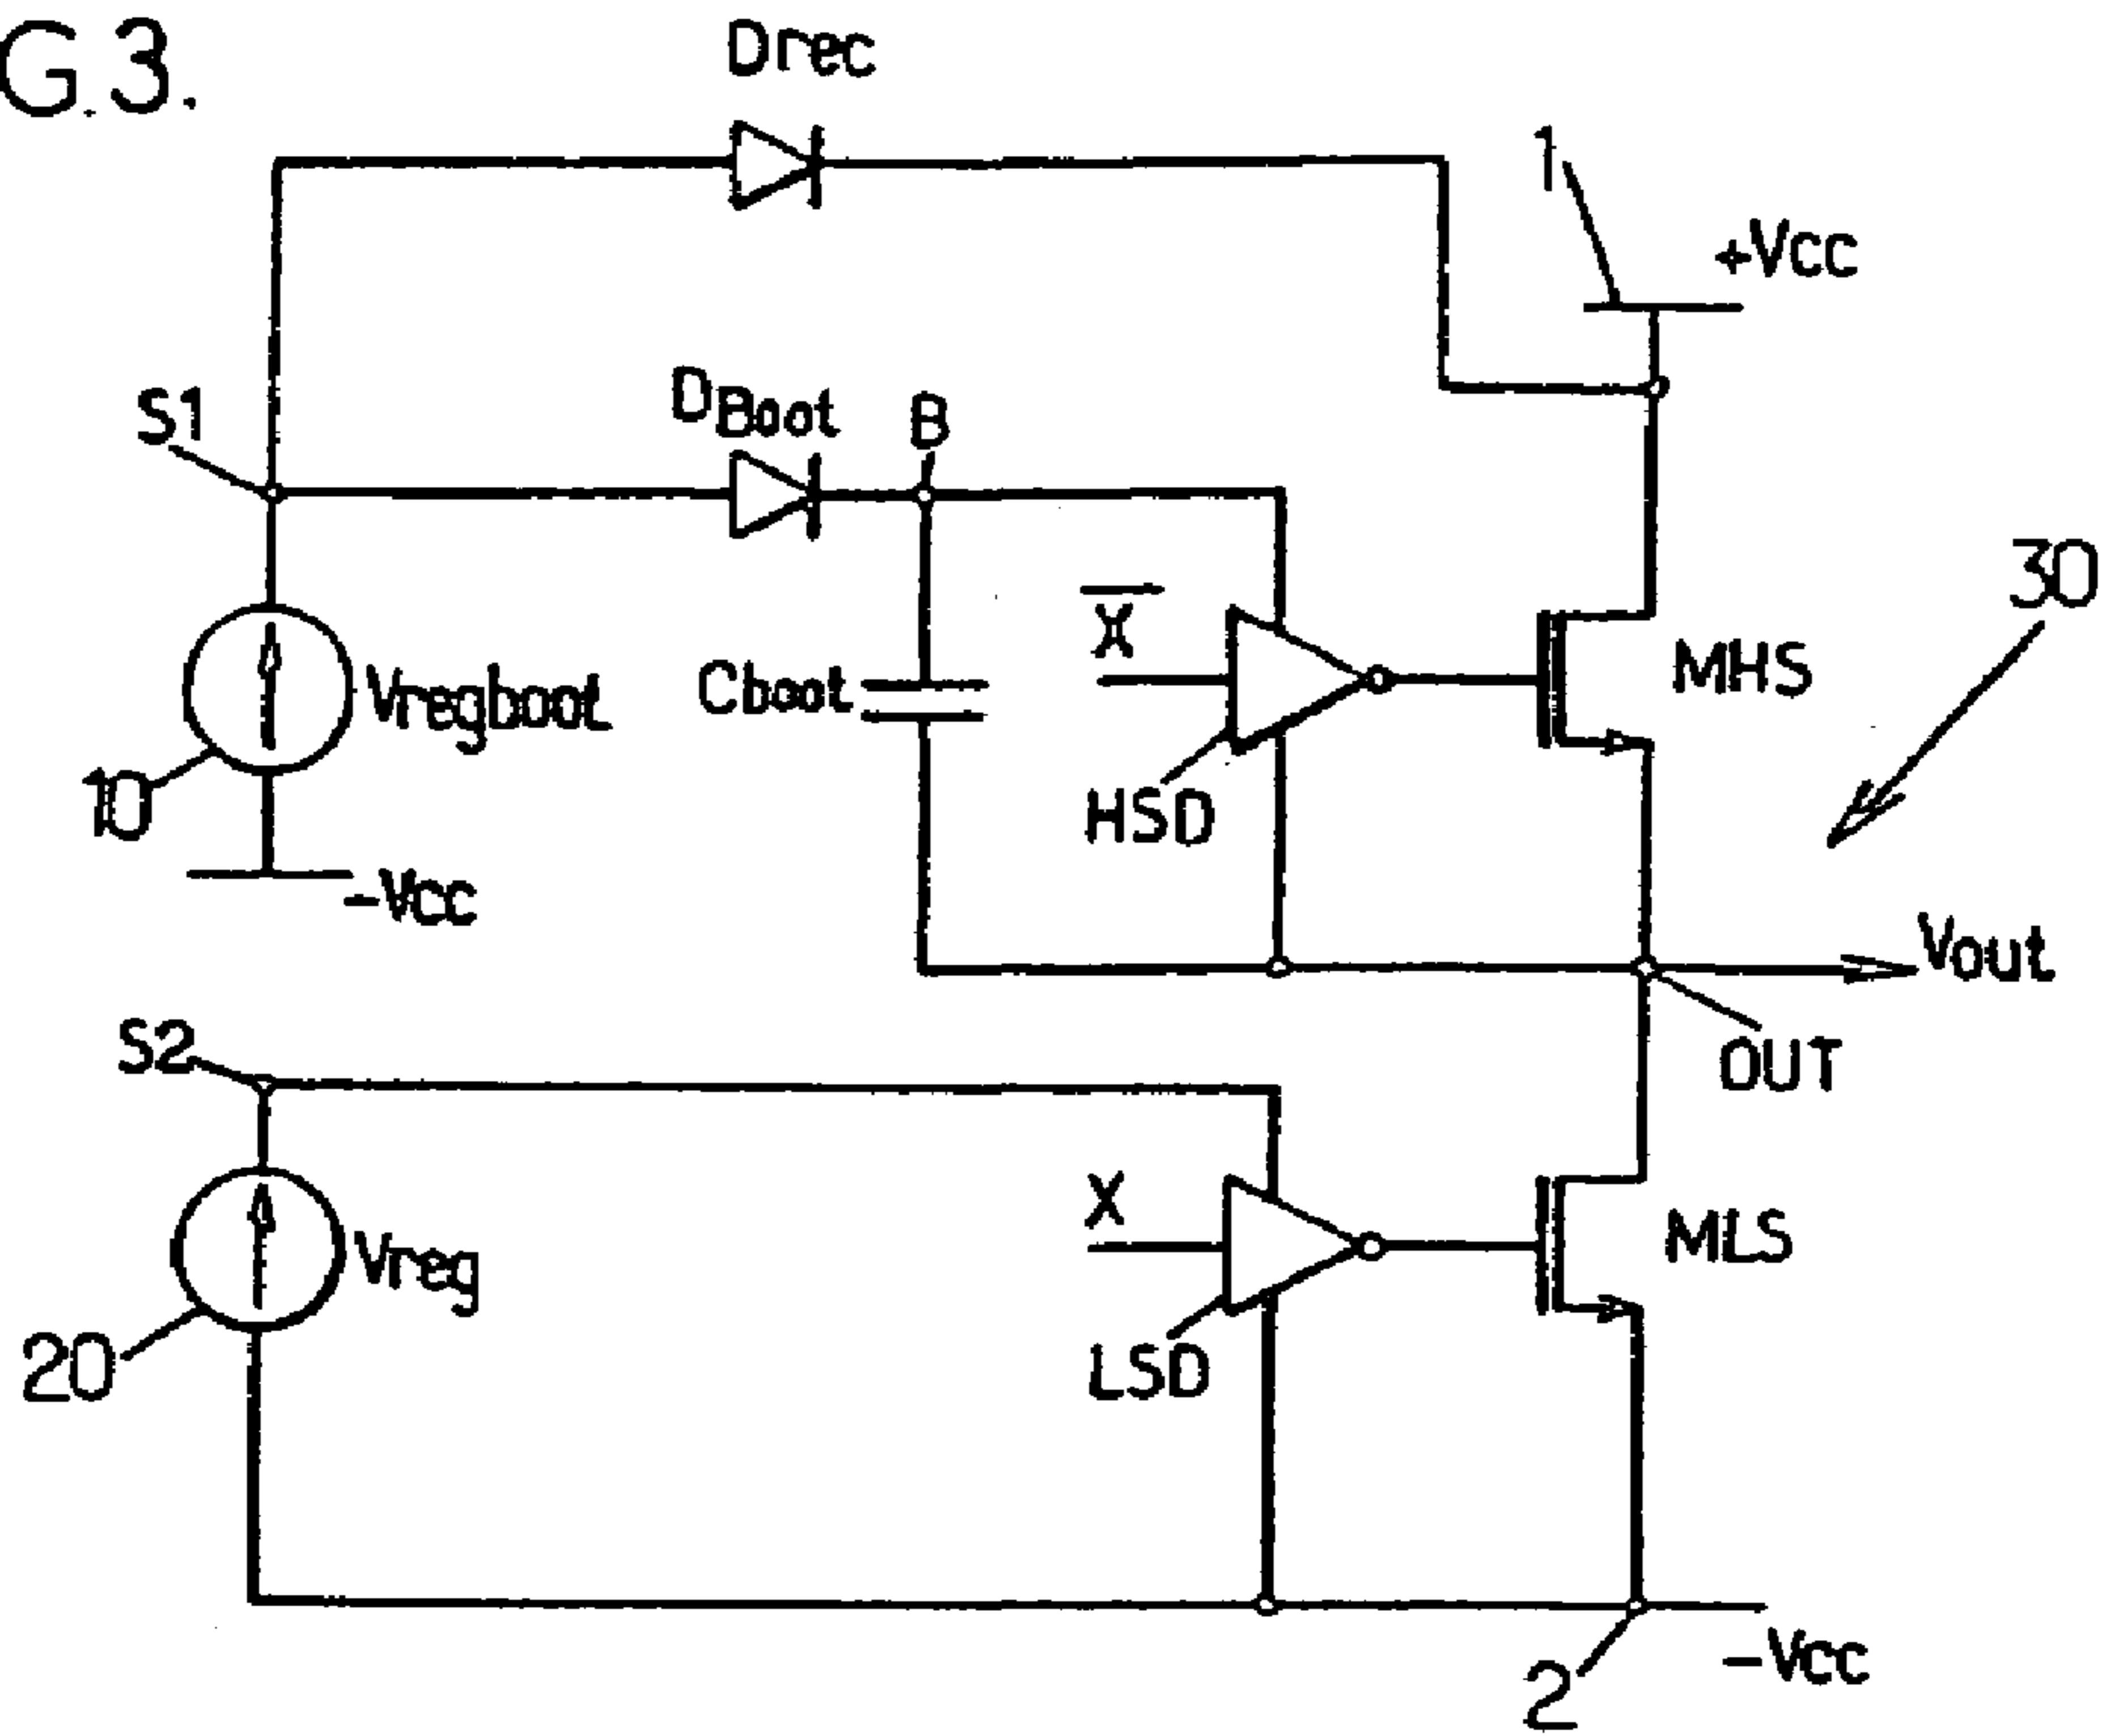 G.3.
Drec
1
+Vcc
S1
DBoot
B
30
X
MHS
Vregboot
Cboot
10
HSD
-Vcc
Vout
S2
OUT
X
MLS
Vreg
20
LSD
-Vcc
2